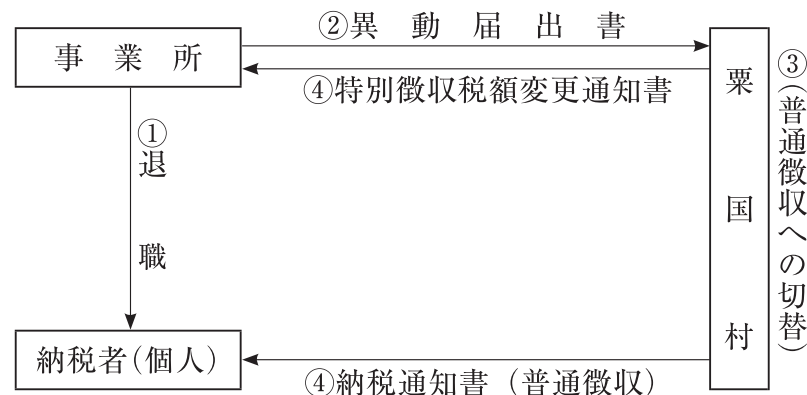 ②異動届出書
事業所
④特別徴収税額変更通知書
①退職
粟国村
③(普通徴収への切替)
納税者(個人)
④納税通知書(普通徴収)